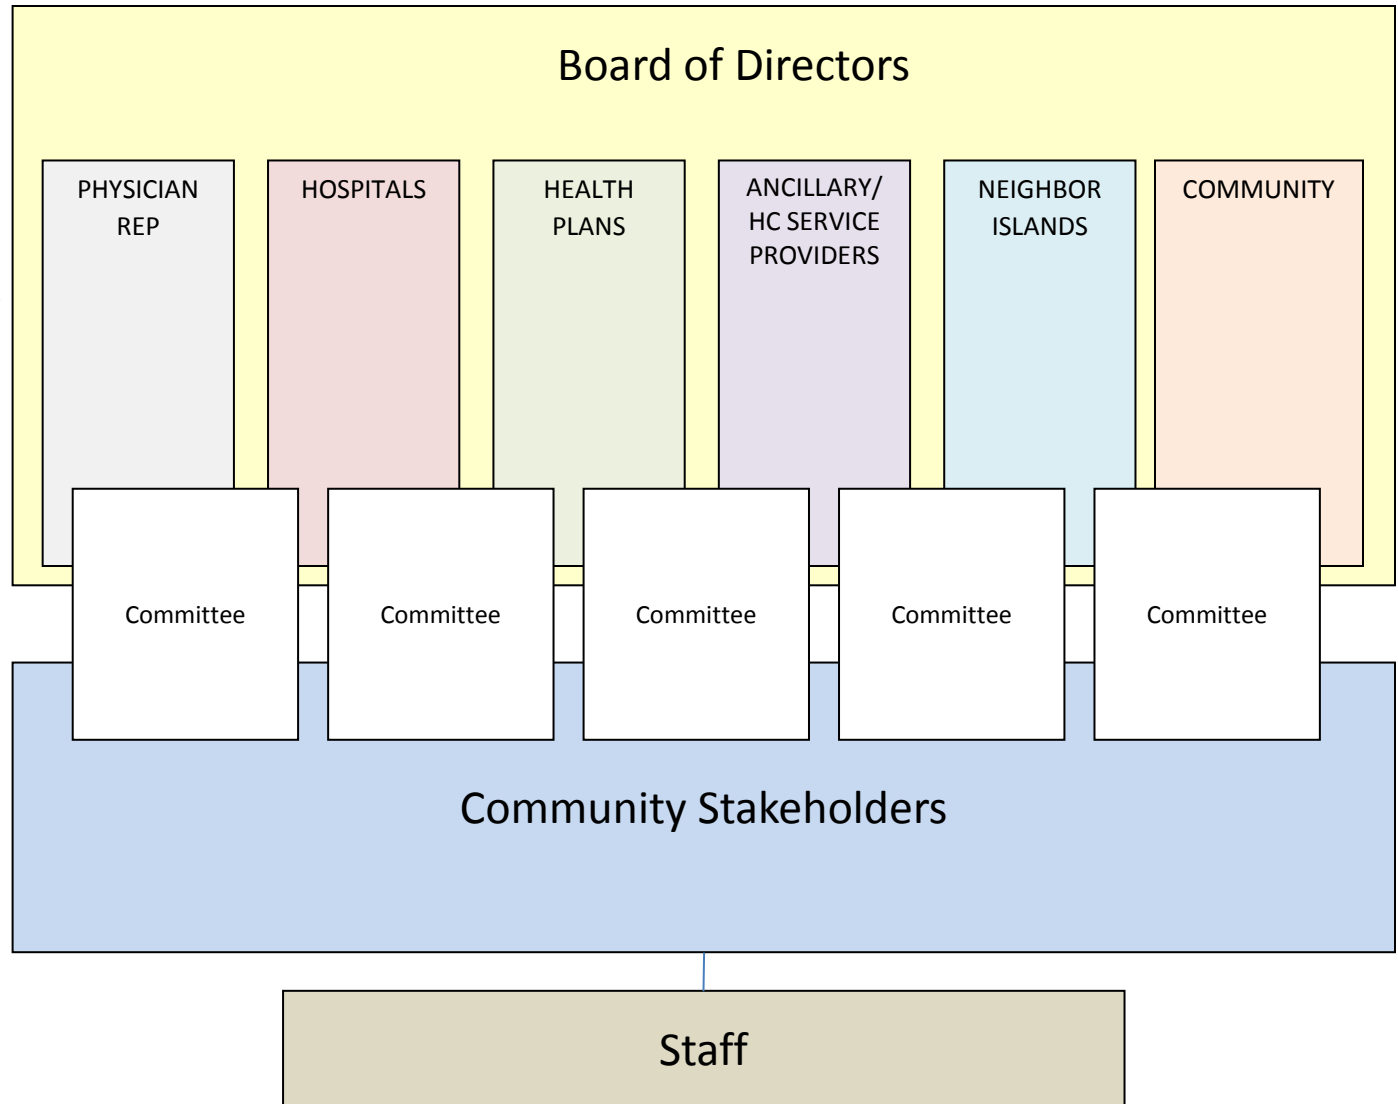 Board of Directors
PHYSICIAN
REP
HOSPITALS
HEALTH
PLANS
ANCILLARY/
HC SERVICE
PROVIDERS
NEIGHBOR
ISLANDS
COMMUNITY
Committee
Committee
Committee
Committee
Committee
Community Stakeholders
Staff